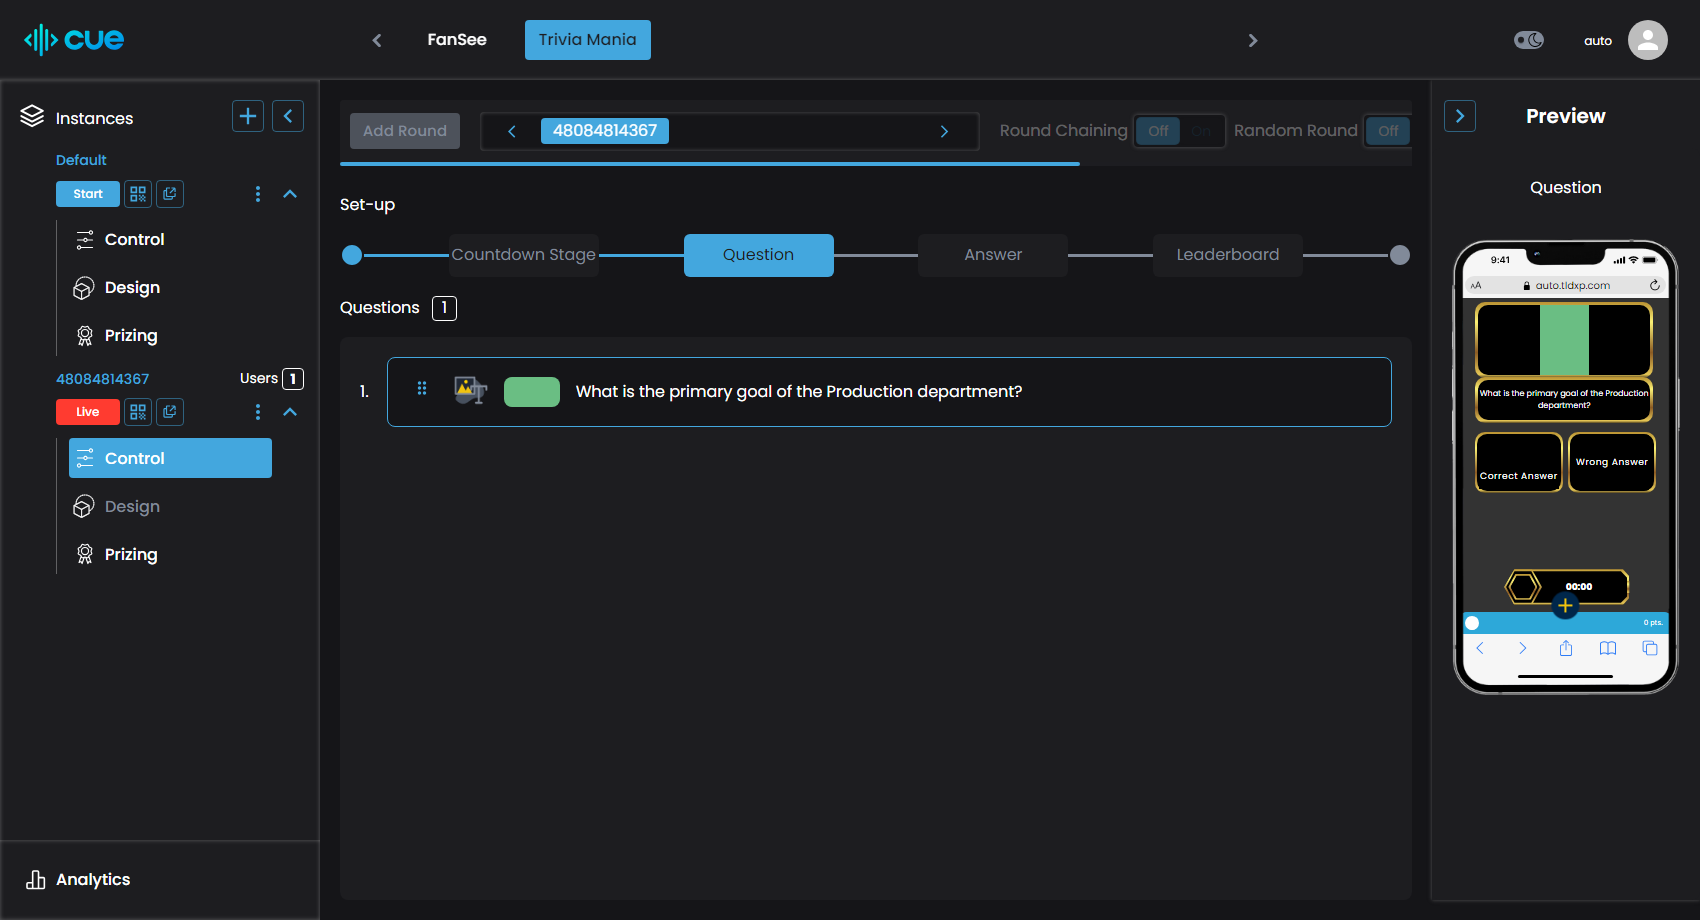 cue
FanSee
Trivia Mania
auto
Instances
Default
Start
Control
Design
Prizing
48084814367
Users 1
Live
Control
Design
Prizing
Analytics
Add Round
48084814367
Round Chaining
Off
On
Random Round
Off
Set-up
Countdown Stage
Question
Answer
Leaderboard
Questions 1
1.
What is the primary goal of the Production department?
Preview
Question
9:41
AA
auto.tldxp.com
What is the primary goal of the Production
department?
Correct Answer
Wrong Answer
00:00
0 pts.